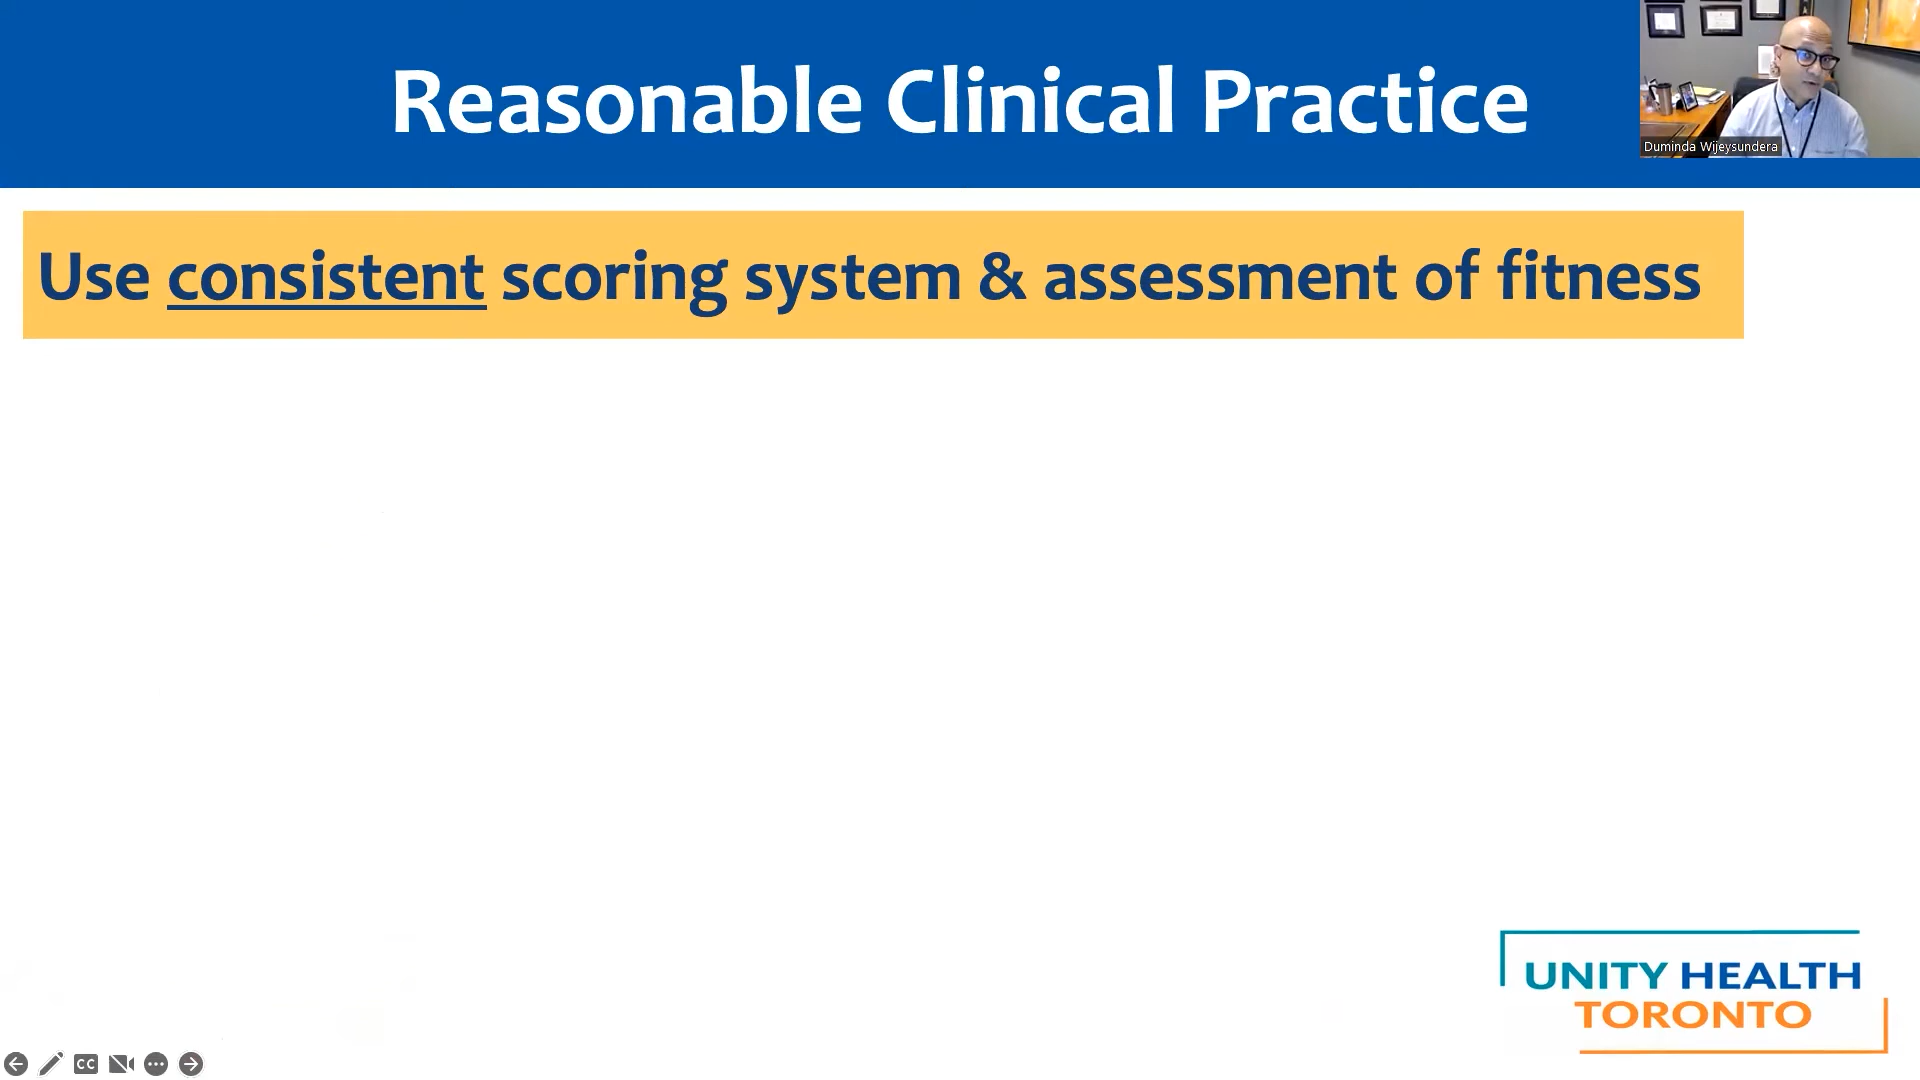 Reasonable Clinical Practice
Duminda Wijeysundera
Use consistent scoring system & assessment of fitness
UNITY HEALTH
TORONTO
CC